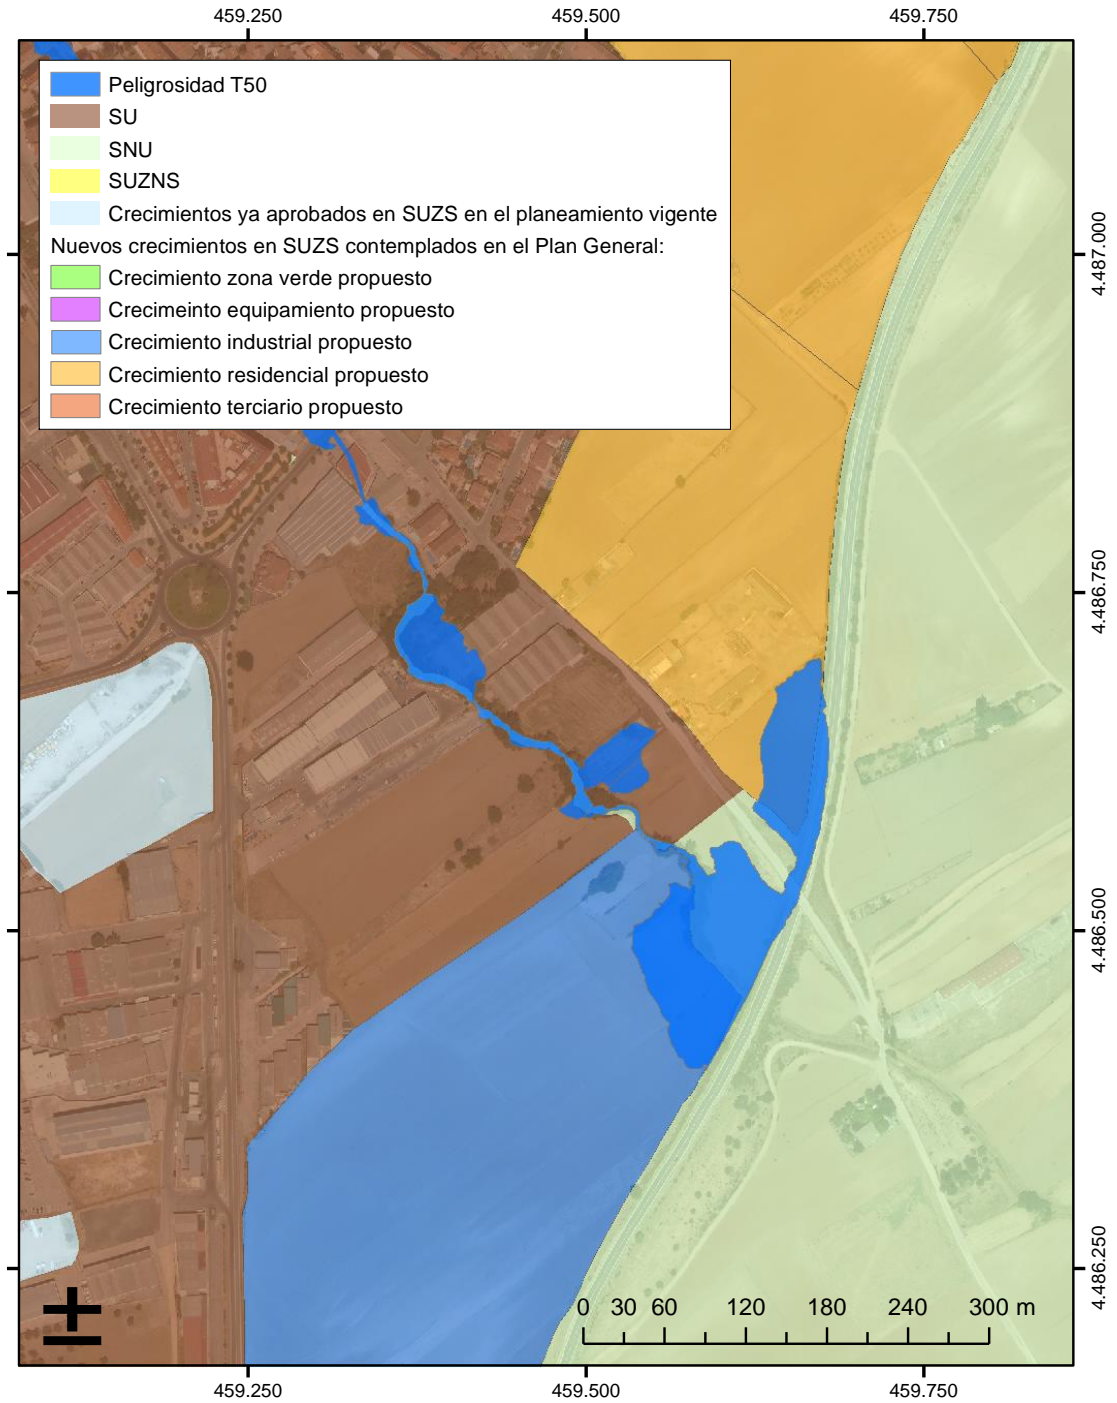 459.250 459.500 459.750
Peligrosidad T50
SU
SNU
SUZNS
Crecimientos ya aprobados en SUZS en el planeamiento vigente
Nuevos crecimientos en SUZS contemplados en el Plan General:
Crecimiento zona verde propuesto
Crecimeinto equipamiento propuesto
Crecimiento industrial propuesto
Crecimiento residencial propuesto
Crecimiento terciario propuesto
4.487.000
4.486.750
4.486.500
4.486.250
0 30 60 120 180 240 300 m
459.250 459.500 459.750